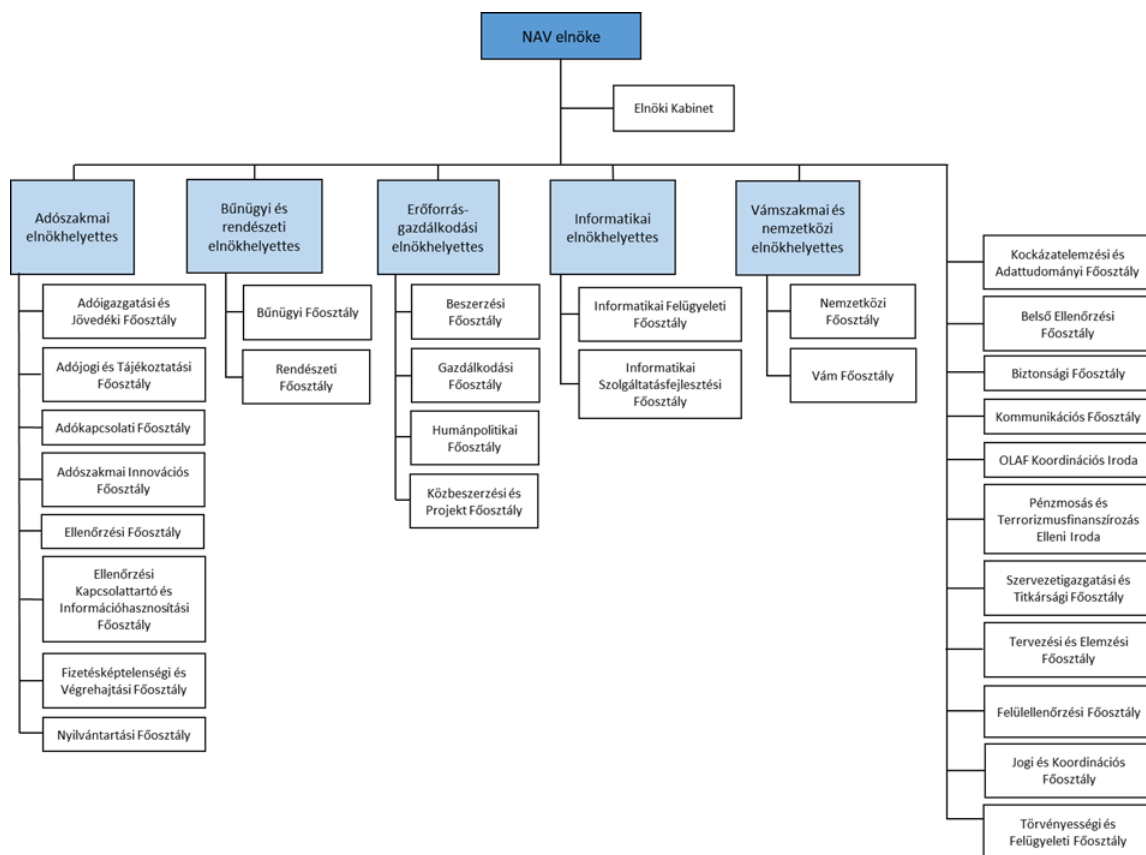 NAV elnöke
Elnöki Kabinet
Adószakmai
elnökhelyettes
Adóigazgatási és
Jövedéki Főosztály
Adójogi és Tájékoztatási
Főosztály
Adókapcsolati Főosztály
Adószakmai Innovációs
Főosztály
Ellenőrzési Főosztály
Ellenőrzési
Kapcsolattartó és
Információhasznosítási
Főosztály
Fizetésképtelenségi és
Végrehajtási Főosztály
Nyilvántartási Főosztály
Bűnügyi és
rendészeti
elnökhelyettes
Bűnügyi Főosztály
Rendészeti
Főosztály
Erőforrás-
gazdálkodási
elnökhelyettes
Beszerzési
Főosztály
Gazdálkodási
Főosztály
Humánpolitikai
Főosztály
Közbeszerzési és
Projekt Főosztály
Informatikai
elnökhelyettes
Informatikai Felügyeleti
Főosztály
Informatikai
Szolgáltatásfejlesztési
Főosztály
Vámszakmai és
nemzetközi
elnökhelyettes
Nemzetközi
Főosztály
Vám Főosztály
Kockázatelemzési és
Adattudományi Főosztály
Belső Ellenőrzési
Főosztály
Biztonsági Főosztály
Kommunikációs Főosztály
OLAF Koordinációs Iroda
Pénzmosás és
Terrorizmusfinanszírozás
Elleni Iroda
Szervezetigazgatási és
Titkársági Főosztály
Tervezési és Elemzési
Főosztály
Felülellenőrzési Főosztály
Jogi és Koordinációs
Főosztály
Törvényességi és
Felügyeleti Főosztály